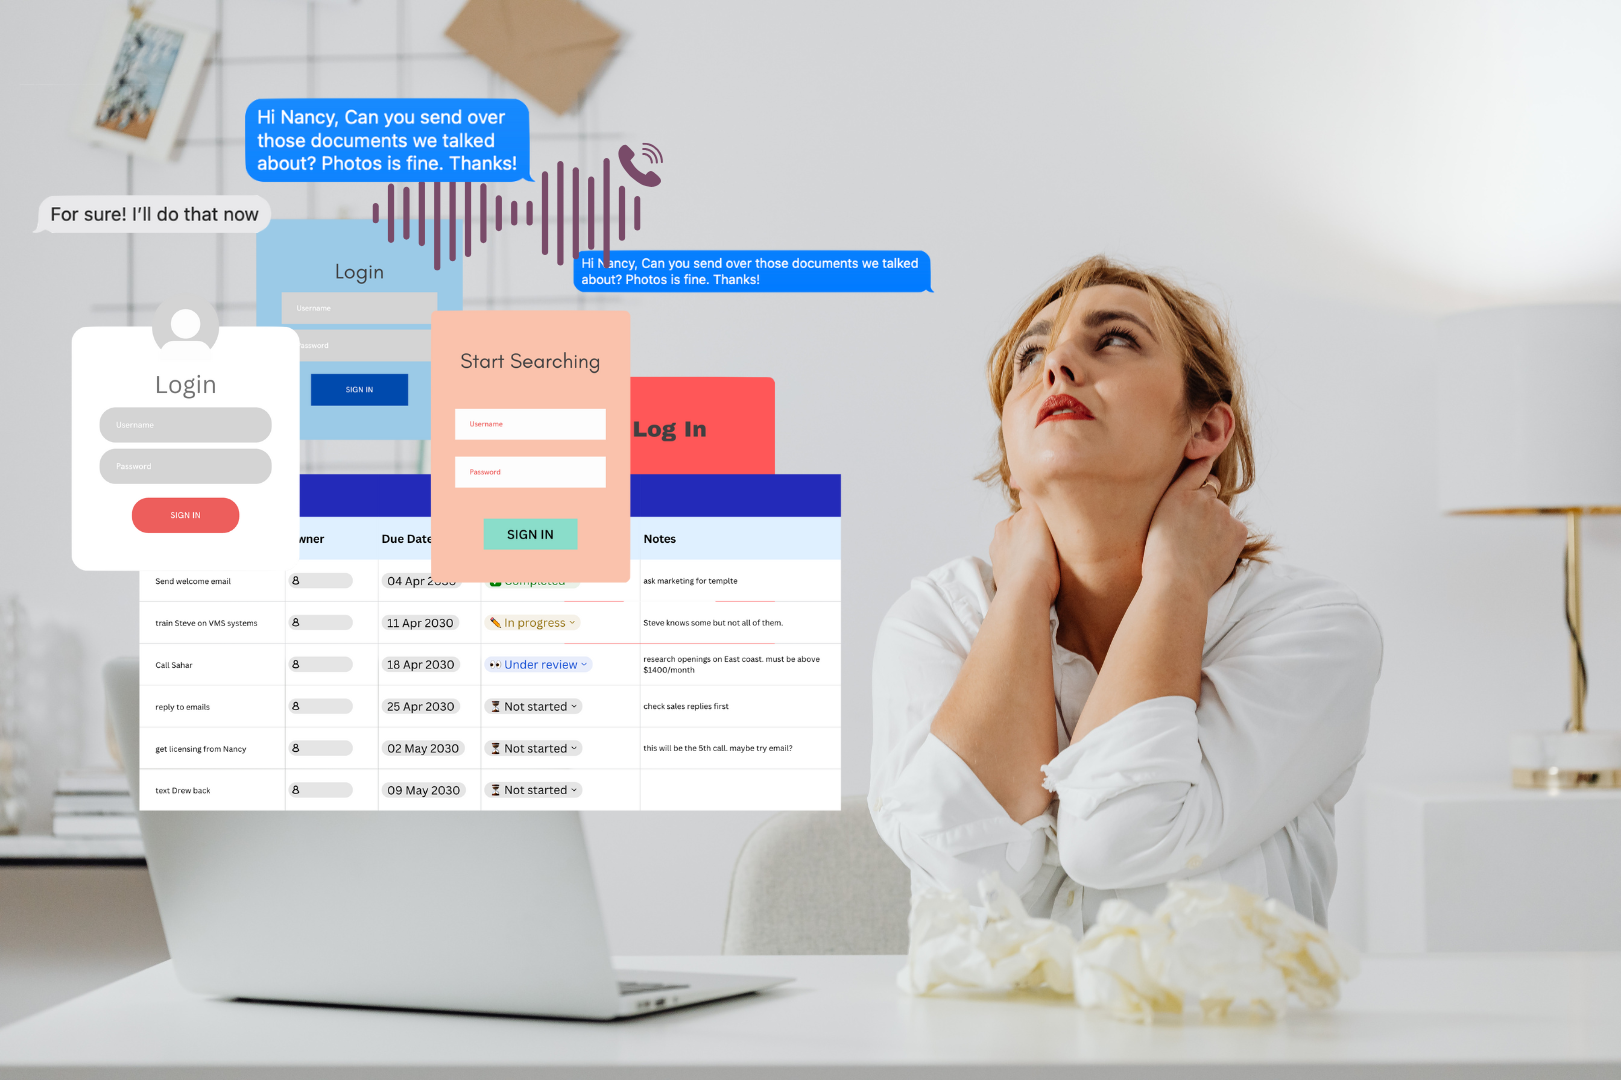 Hi Nancy, Can you send over
those documents we talked
about? Photos is fine. Thanks!
For sure! I'll do that now
Hi Nancy, Can you send over those documents we talked
about? Photos is fine. Thanks!
Login
Username
Password
SIGN IN
Login
Username
Password
SIGN IN
Start Searching
Username
Password
SIGN IN
Log In
wner
Due Date
Notes
Send welcome email
04 Apr 2030
Completed
ask marketing for templte
train Steve on VMS systems
11 Apr 2030
In progress
Steve knows some but not all of them.
Call Sahar
18 Apr 2030
Under review
research openings on East coast. must be above
$1400/month
reply to emails
25 Apr 2030
Not started
check sales replies first
get licensing from Nancy
02 May 2030
Not started
this will be the 5th call. maybe try email?
text Drew back
09 May 2030
Not started